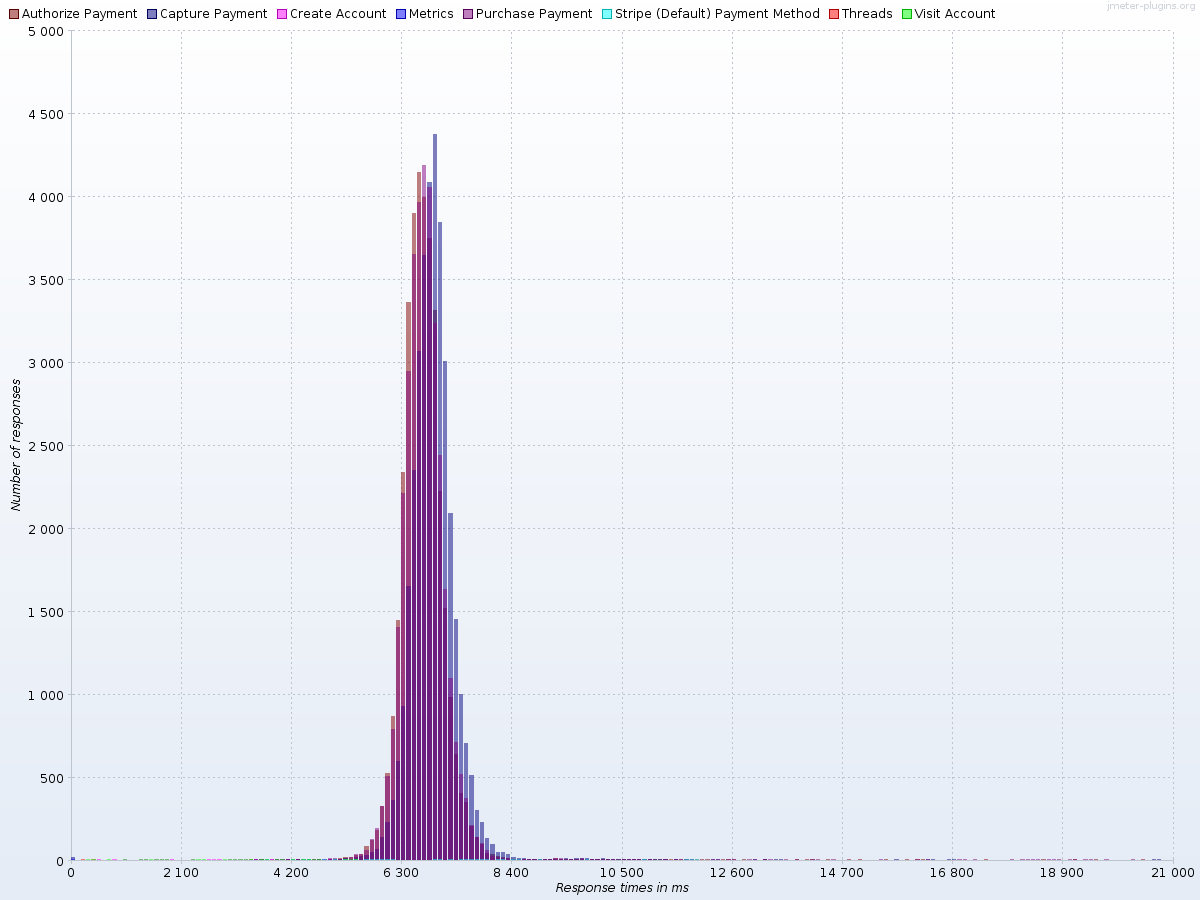 Authorize Payment Capture Payment Create Account Metrics Purchase Payment Stripe (Default) Payment Method Threads Visit Account
jmeter-plugins.org
5 000
4 500
4 000
3 500
3 000
2 500
2 000
1 500
1 000
500
0
Number of responses
0 2 100 4 200 6 300 8 400 10 500 12 600 14 700 16 800 18 900 21 000
Response times in ms